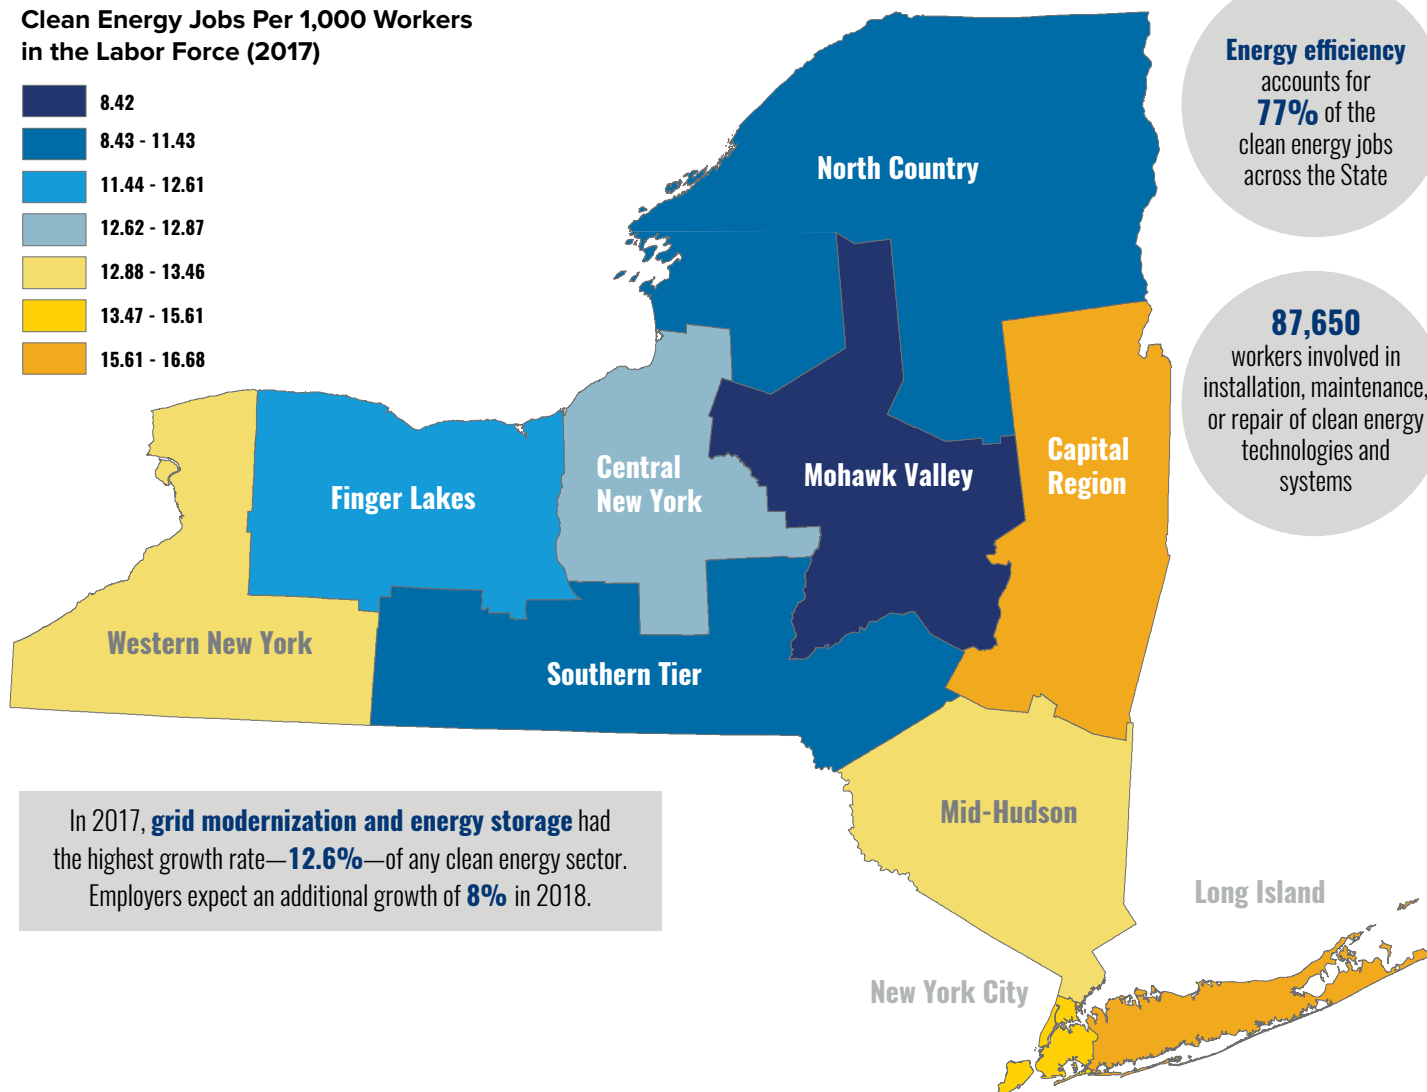 Clean Energy Jobs Per 1,000 Workers
in the Labor Force (2017)
8.42
8.43 - 11.43
11.44 - 12.61
12.62 - 12.87
12.88 - 13.46
13.47 - 15.61
15.61 - 16.68
Energy efficiency
accounts for
77% of the
clean energy jobs
across the State
87,650
workers involved in
installation, maintenance,
or repair of clean energy
technologies and
systems
North Country
Capital
Region
Mohawk Valley
Central
New York
Finger Lakes
Western New York
Southern Tier
Mid-Hudson
Long Island
New York City
In 2017, grid modernization and energy storage had
the highest growth rate—12.6%—of any clean energy sector.
Employers expect an additional growth of 8% in 2018.